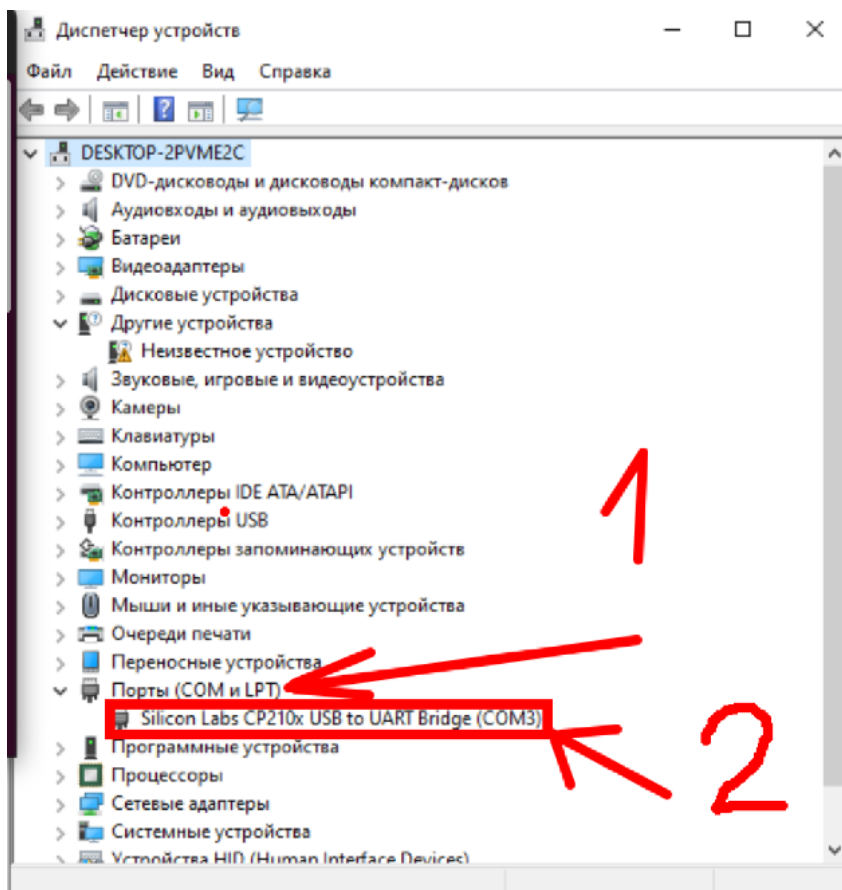 Диспетчер устройств
Файл Действие Вид Справка
DESKTOP-2PVME2C
DVD-дисководы и дисководы компакт-дисков
Аудиовходы и аудиовыходы
Батареи
Видеоадаптеры
Дисковые устройства
Другие устройства
Неизвестное устройство
Звуковые, игровые и видеоустройства
Камеры
Клавиатуры
Компьютер
Контроллеры IDE ATA/ATAPI
Контроллеры USB
Контроллеры запоминающих устройств
Мониторы
Мыши и иные указывающие устройства
Очереди печати
Переносные устройства
Порты (COM и LPT)
1
Silicon Labs CP210x USB to UART Bridge (COM3)
2
Программные устройства
Процессоры
Сетевые адаптеры
Системные устройства
Устройства HID (Human Interface Devices)